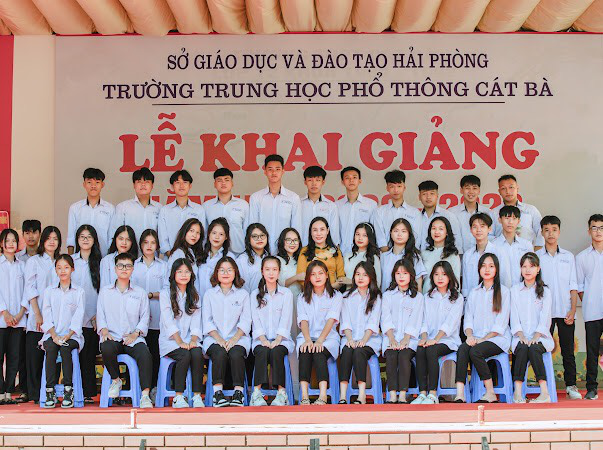 SỞ GIÁO DỤC VÀ ĐÀO TẠO HẢI PHÒNG
TRƯỜNG TRUNG HỌC PHỔ THÔNG CÁT BÀ
LỄ KHAI GIẢNG